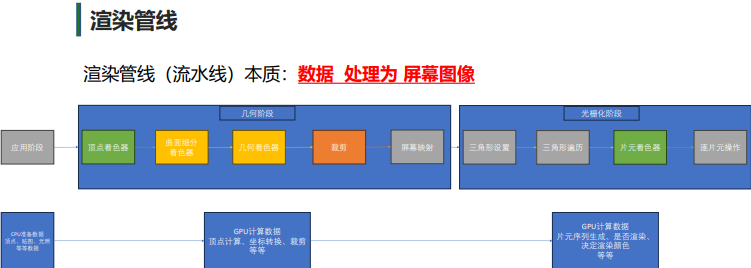 渲染管线
渲染管线（流水线）本质：数据 处理为 屏幕图像
几何阶段
光栅化阶段
应用阶段
顶点着色器
曲面细分
着色器
几何着色器
裁剪
屏幕映射
三角形设置
三角形遍历
片元着色器
逐片元操作
CPU准备数据
顶点、贴图、光照
等等数据
GPU计算数据
顶点计算、坐标转换、裁剪
等等
GPU计算数据
片元序列生成、是否渲染、
决定渲染颜色
等等